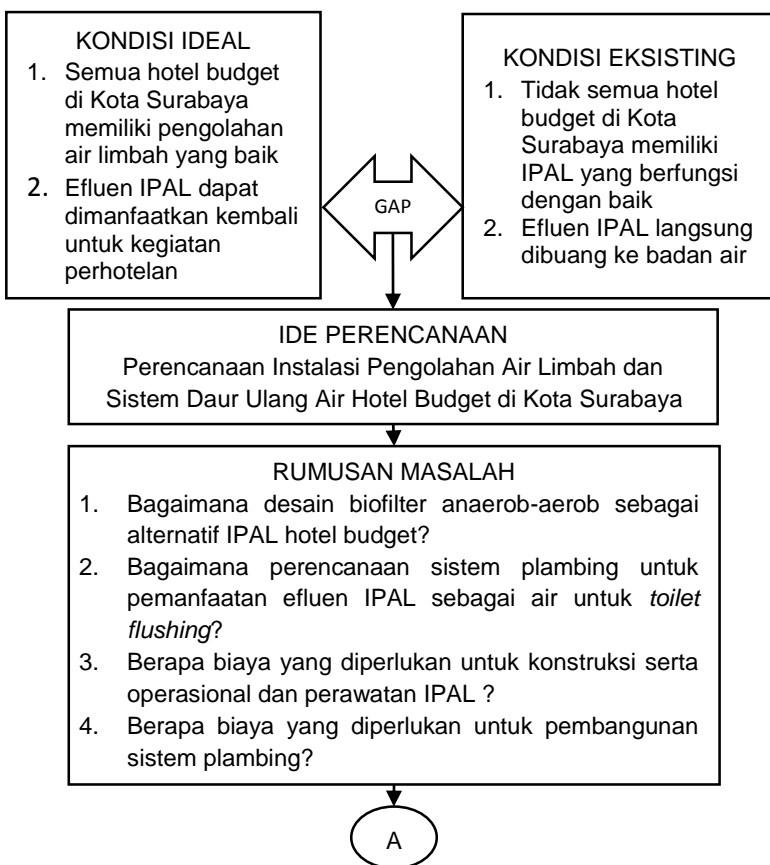 KONDISI IDEAL
1. Semua hotel budget
di Kota Surabaya
memiliki pengolahan
air limbah yang baik
2. Efluen IPAL dapat
dimanfaatkan kembali
untuk kegiatan
perhotelan
GAP
KONDISI EKSISTING
1. Tidak semua hotel
budget di Kota
Surabaya memiliki
IPAL yang berfungsi
dengan baik
2. Efluen IPAL langsung
dibuang ke badan air
IDE PERENCANAAN
Perencanaan Instalasi Pengolahan Air Limbah dan
Sistem Daur Ulang Air Hotel Budget di Kota Surabaya
RUMUSAN MASALAH
1. Bagaimana desain biofilter anaerob-aerob sebagai
alternatif IPAL hotel budget?
2. Bagaimana perencanaan sistem plambing untuk
pemanfaatan efluen IPAL sebagai air untuk toilet
flushing?
3. Berapa biaya yang diperlukan untuk konstruksi serta
operasional dan perawatan IPAL ?
4. Berapa biaya yang diperlukan untuk pembangunan
sistem plambing?
A